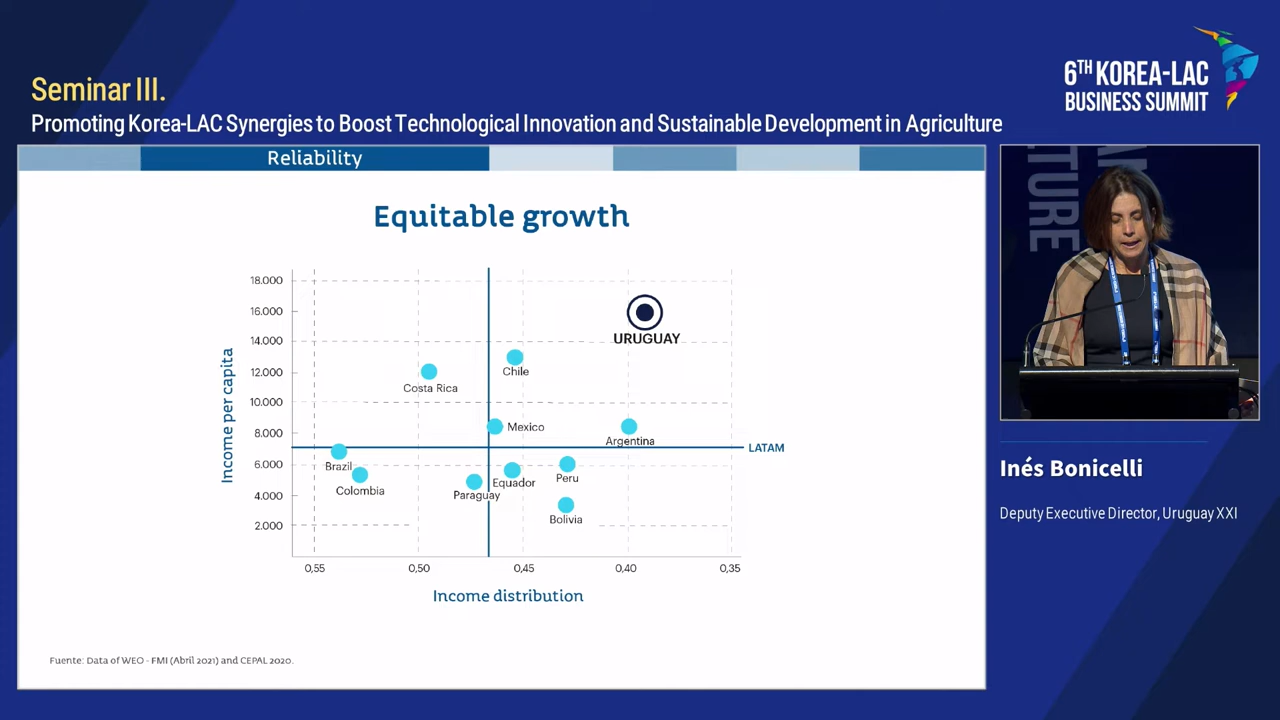 Seminar III.
Promoting Korea-LAC Synergies to Boost Technological Innovation and Sustainable Development in Agriculture
6TH KOREA-LAC
BUSINESS SUMMIT
Reliability
Equitable growth
Income per capita
18.000
16.000
14.000
12.000
10.000
8.000
6.000
4.000
2.000
URUGUAY
Chile
Costa Rica
Mexico
Argentina
LATAM
Brazil
Colombia
Paraguay
Equador
Peru
Bolivia
0,55
0,50
0,45
0,40
0,35
Income distribution
Fuente: Data of WEO - FMI (Abril 2021) and CEPAL 2020.
TURE
Inés Bonicelli
Deputy Executive Director, Uruguay XXI